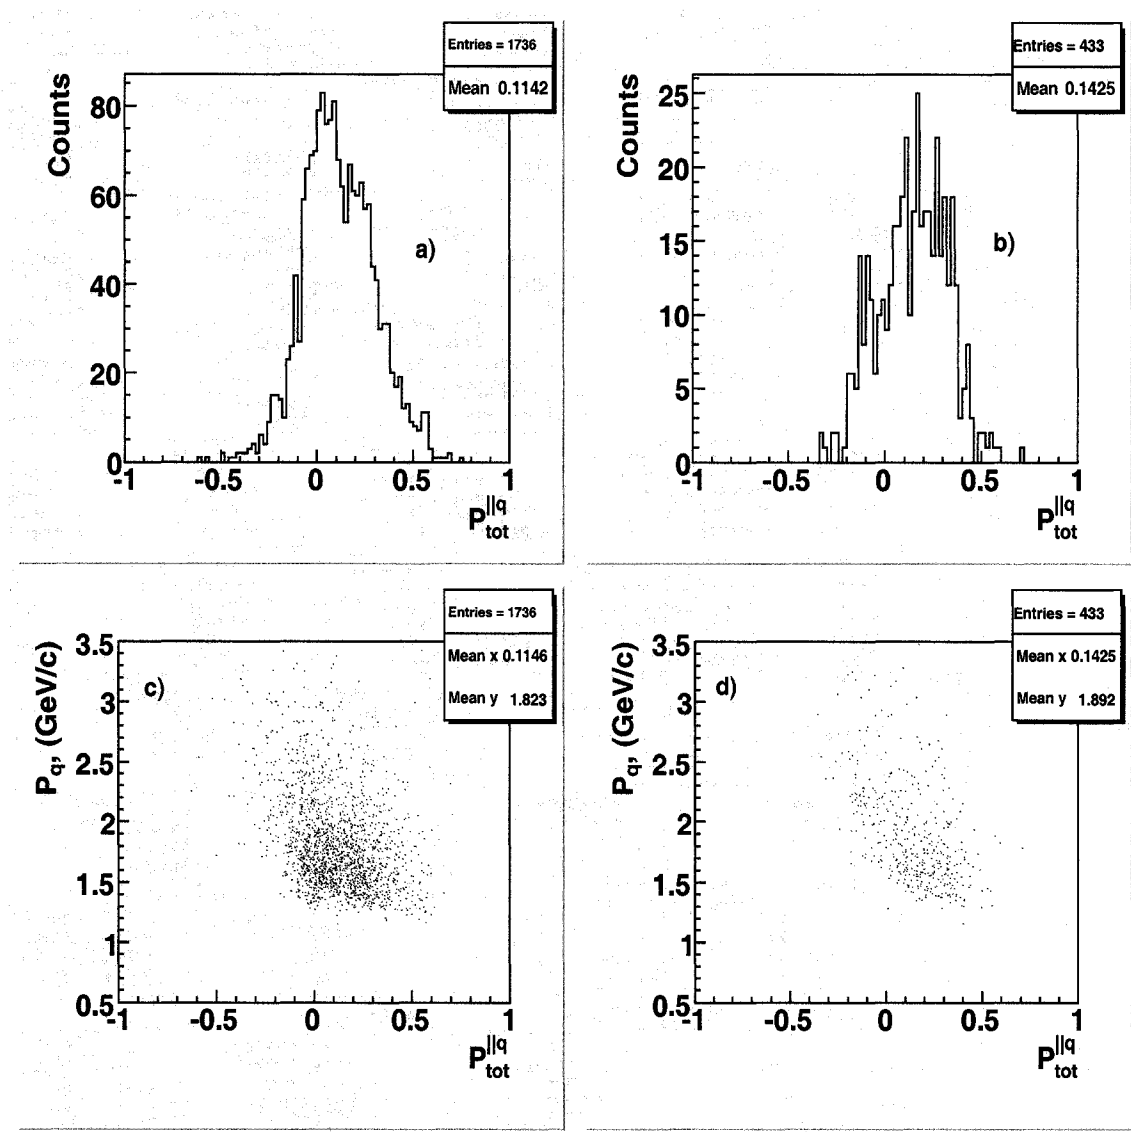 Entries = 1736
Mean 0.1142
Counts
80
60
40
20
0
a)
-1 -0.5 0 0.5 1
P_tot^||q
Entries = 433
Mean 0.1425
Counts
25
20
15
10
5
0
b)
-1 -0.5 0 0.5 1
P_tot^||q
Entries = 1736
Mean x 0.1146
Mean y 1.823
P_q, (GeV/c)
3.5
3
2.5
2
1.5
1
0.5
c)
-1 -0.5 0 0.5 1
P_tot^||q
Entries = 433
Mean x 0.1425
Mean y 1.892
P_q, (GeV/c)
3.5
3
2.5
2
1.5
1
0.5
d)
-1 -0.5 0 0.5 1
P_tot^||q